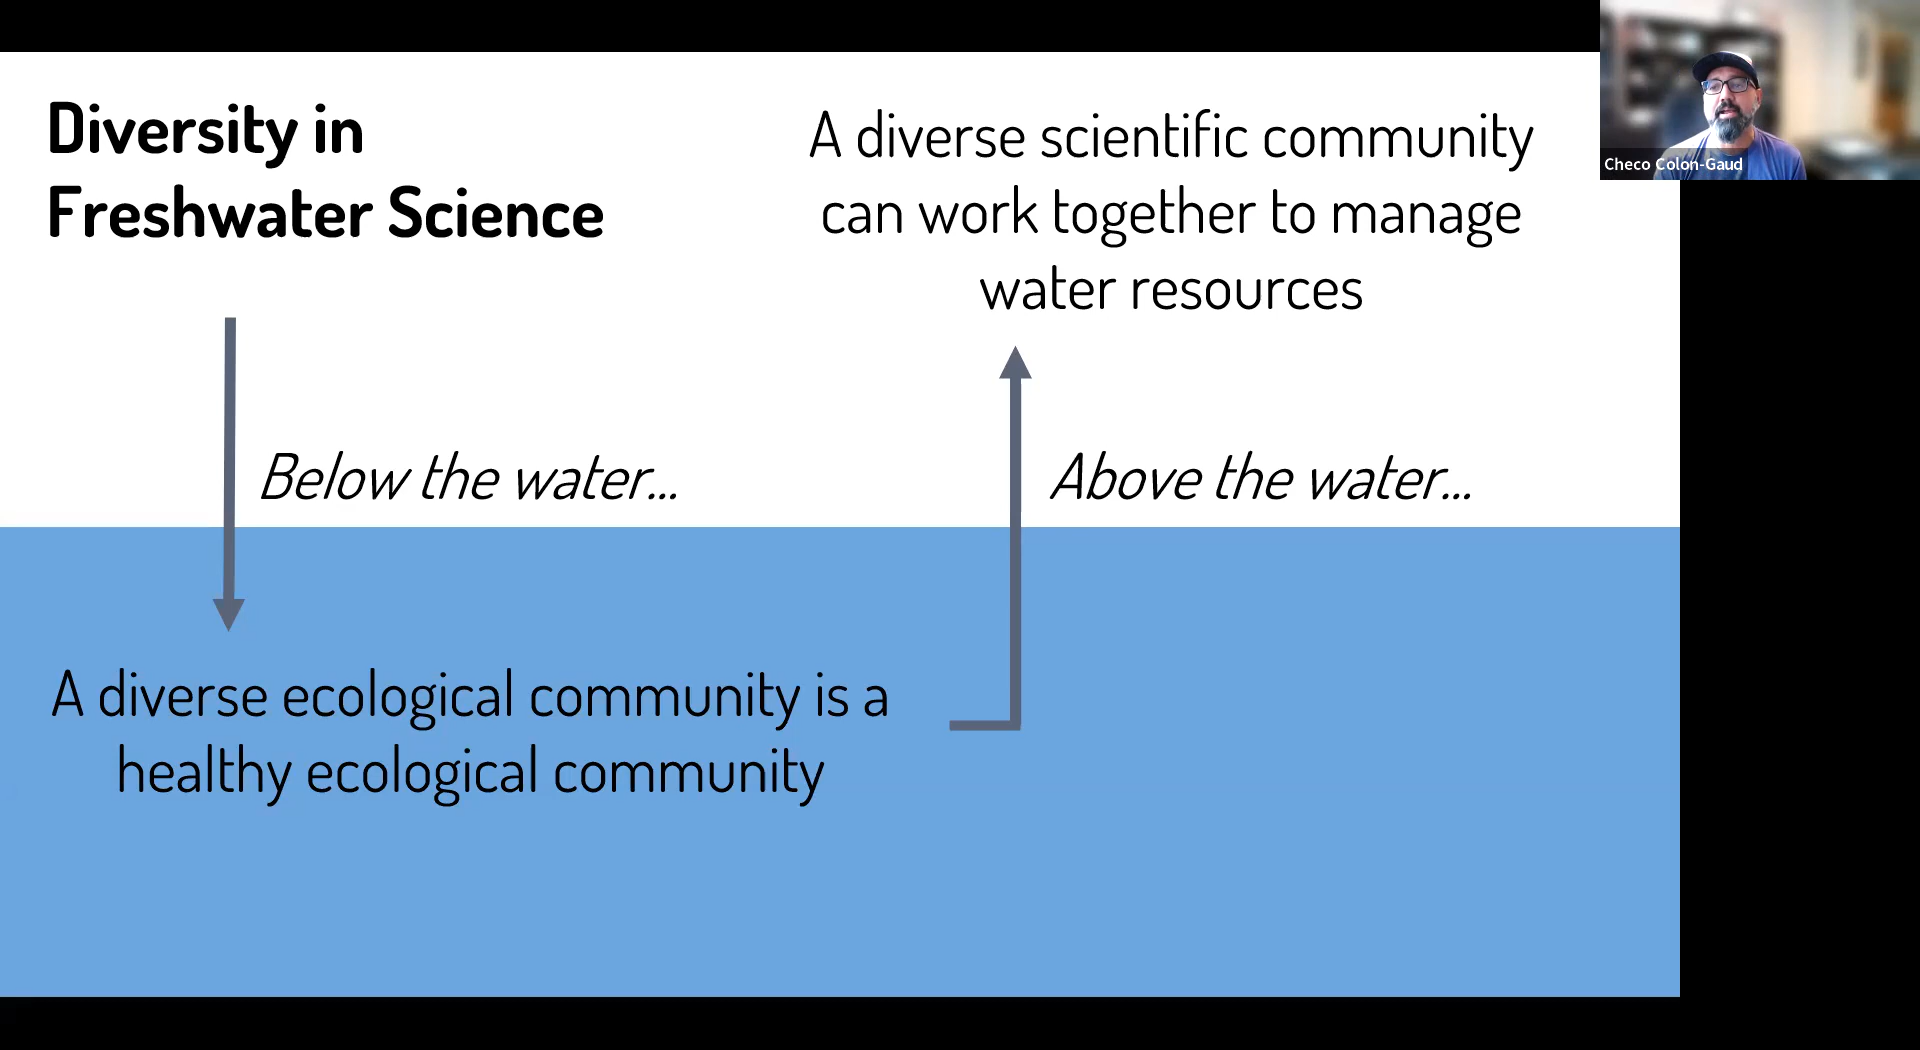 Diversity in
Freshwater Science
A diverse scientific community
can work together to manage
water resources
Checo Colon-Gaud
Below the water...
Above the water...
A diverse ecological community is a
healthy ecological community